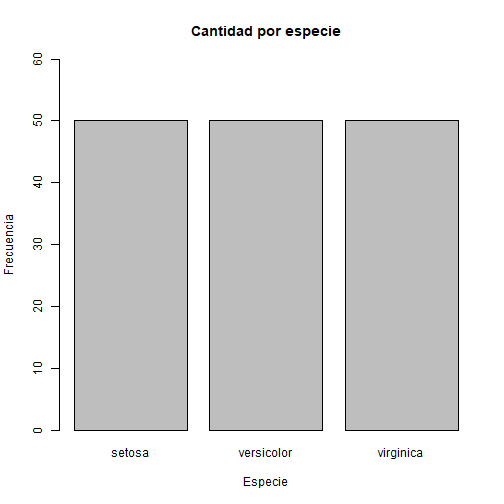 Cantidad por especie
Frecuencia
60
50
40
30
20
10
0
setosa
versicolor
virginica
Especie